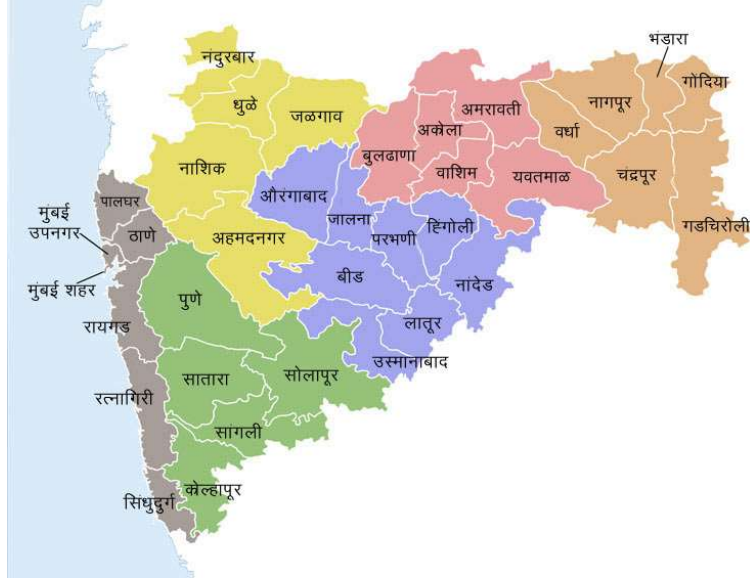 नंदुरबार
धुळे
जळगाव
नाशिक
अहमदनगर
बुलढाणा
अकोला
अमरावती
वाशिम
यवतमाळ
वर्धा
नागपूर
भंडारा
गोंदिया
चंद्रपूर
गडचिरोली
औरंगाबाद
जालना
परभणी
हिंगोली
बीड
नांदेड
लातूर
उस्मानाबाद
पालघर
ठाणे
मुंबई
उपनगर
मुंबई शहर
रायगड
रत्नागिरी
सिंधुदुर्ग
पुणे
सातारा
सोलापूर
सांगली
कोल्हापूर